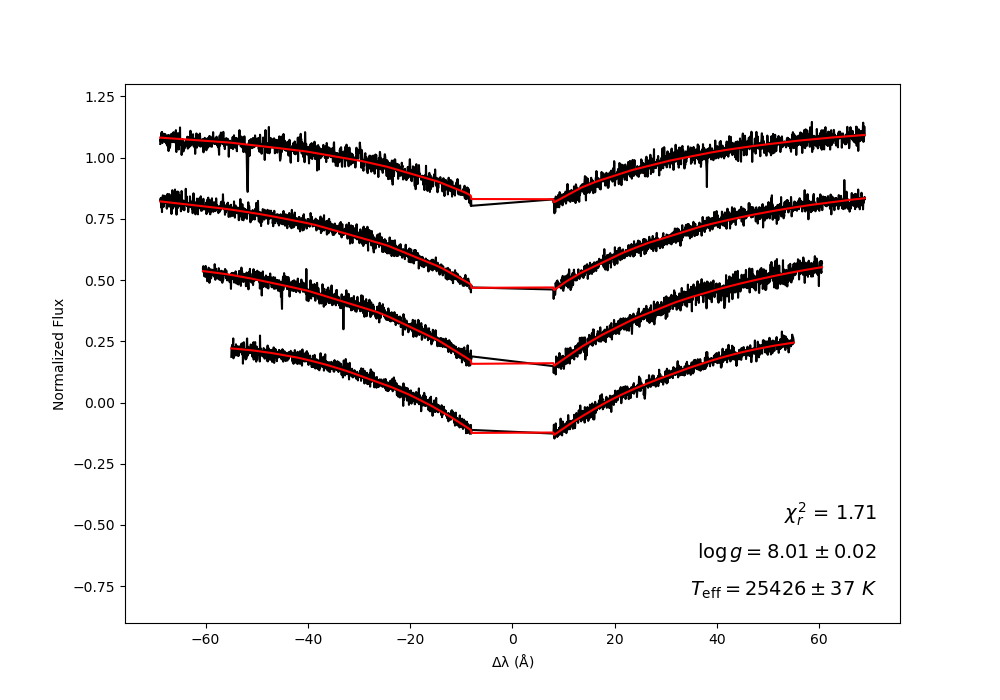 1.25
1.00
0.75
0.50
0.25
0.00
−0.25
−0.50
−0.75
Normalized Flux
χ²ᵣ = 1.71
log g = 8.01 ± 0.02
T_eff = 25426 ± 37 K
−60 −40 −20 0 20 40 60
Δλ (Å)